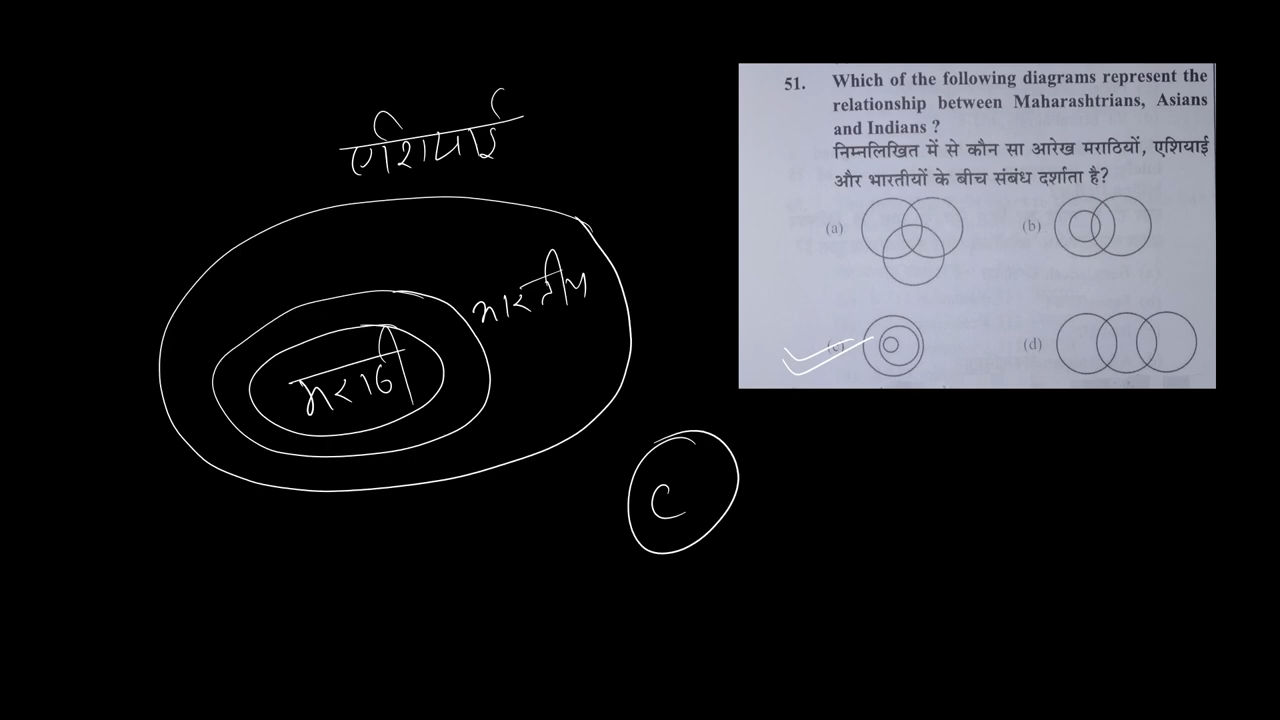 एशियाई
भारतीय
मराठी
C
51. Which of the following diagrams represent the
relationship between Maharashtrians, Asians
and Indians ?
निम्नलिखित में से कौन सा आरेख मराठियों, एशियाई
और भारतीयों के बीच संबंध दर्शाता है?
(a) (b)
(c) (d)